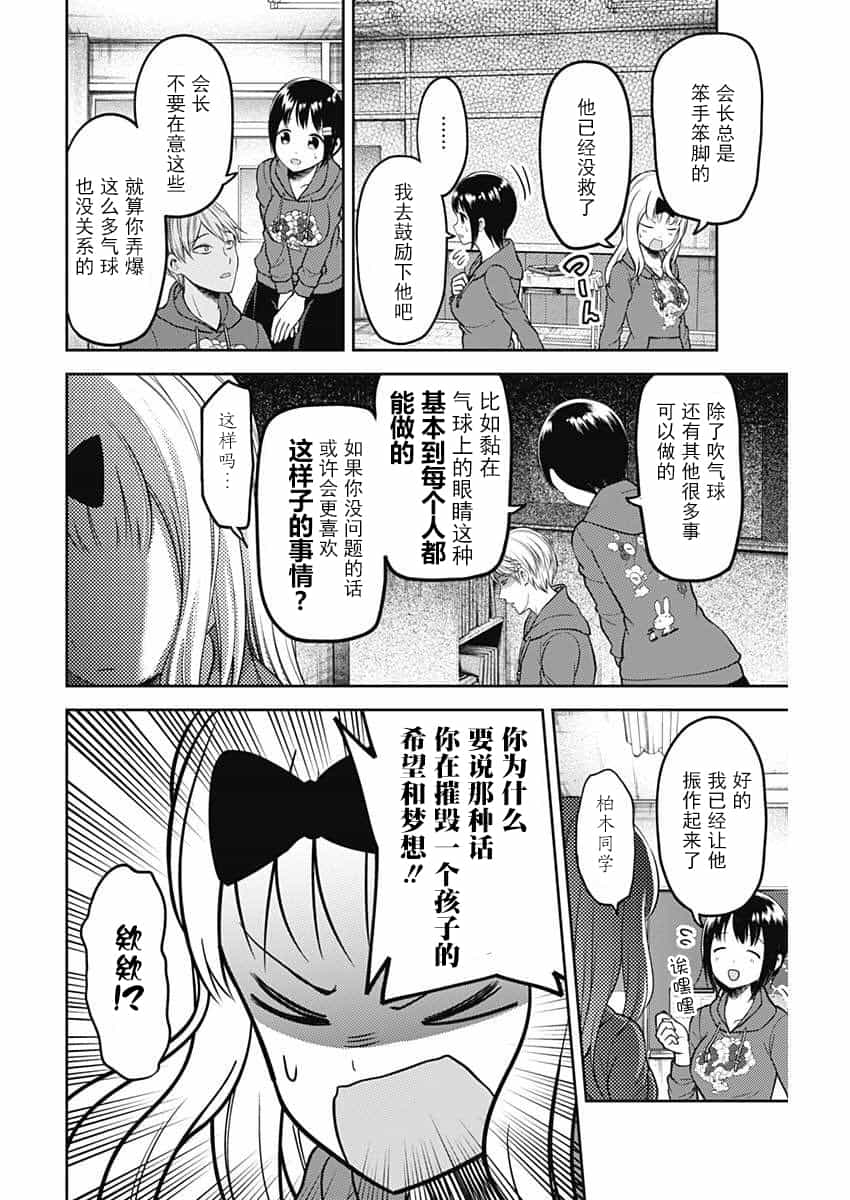 会长总是
笨手笨脚的
他已经没救了
……
我去鼓励下他吧
会长
不要在意这些
就算你弄爆
这么多气球
也没关系的
除了吹气球
还有其他很多事
可以做的
比如黏在
气球上的眼睛这种
基本到每个人都
能做的
如果你没问题的话
或许会更喜欢
这样子的事情？
这样吗…
好的
我已经让他
振作起来了
诶嘿嘿
柏木同学
你为什么
要说那种话
你在摧毁一个孩子的
希望和梦想!!
欸欸!?